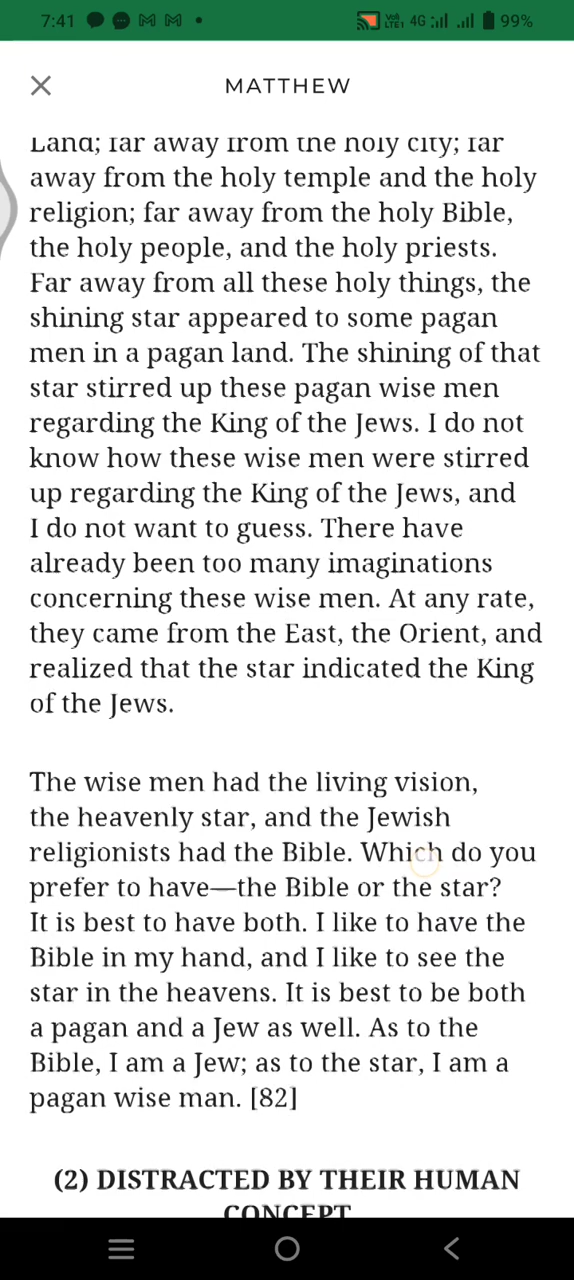 7:41
VoI) LTE1 4G 99%
MATTHEW
Land; far away from the holy city; far
away from the holy temple and the holy
religion; far away from the holy Bible,
the holy people, and the holy priests.
Far away from all these holy things, the
shining star appeared to some pagan
men in a pagan land. The shining of that
star stirred up these pagan wise men
regarding the King of the Jews. I do not
know how these wise men were stirred
up regarding the King of the Jews, and
I do not want to guess. There have
already been too many imaginations
concerning these wise men. At any rate,
they came from the East, the Orient, and
realized that the star indicated the King
of the Jews.
The wise men had the living vision,
the heavenly star, and the Jewish
religionists had the Bible. Which do you
prefer to have—the Bible or the star?
It is best to have both. I like to have the
Bible in my hand, and I like to see the
star in the heavens. It is best to be both
a pagan and a Jew as well. As to the
Bible, I am a Jew; as to the star, I am a
pagan wise man. [82]
(2) DISTRACTED BY THEIR HUMAN
CONCEPT